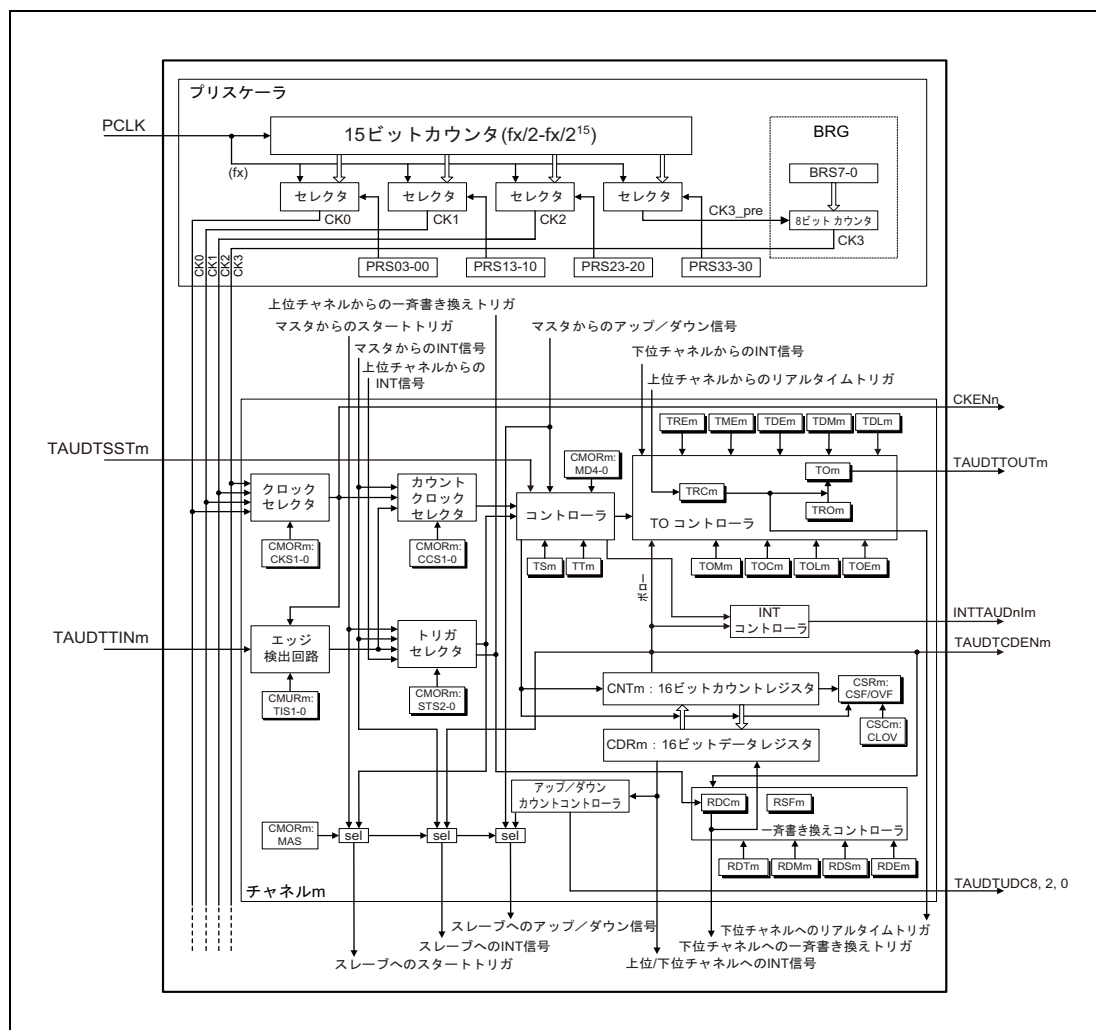 プリスケーラ
PCLK
15ビットカウンタ(fx/2-fx/2¹⁵)
BRG
BRS7-0
(fx)
セレクタ
セレクタ
セレクタ
セレクタ
CK3_pre
8ビット カウンタ
CK0
CK1
CK2
CK3
CK0
CK1
CK2
CK3
PRS03-00
PRS13-10
PRS23-20
PRS33-30
上位チャネルからの一斉書き換えトリガ
マスタからのスタートトリガ
マスタからのアップ/ダウン信号
マスタからのINT信号
下位チャネルからのINT信号
上位チャネルからの
INT信号
上位チャネルからのリアルタイムトリガ
CKENn
TREm
TMEm
TDEm
TDMm
TDLm
TAUDTSSTm
CMORm:
MD4-0
TOm
TAUDTTOUTm
クロック
セレクタ
カウント
クロック
セレクタ
コントローラ
TRCm
TROm
TO コントローラ
CMORm:
CKS1-0
CMORm:
CCS1-0
TSm
TTm
TOMm
TOCm
TOLm
TOEm
ボロー
INT
コントローラ
INTTAUDnIm
TAUDTTINm
エッジ
検出回路
トリガ
セレクタ
TAUDTCDENm
CMURm:
TIS1-0
CMORm:
STS2-0
CNTm:16ビットカウントレジスタ
CSRm:
CSF/OVF
CSCm:
CLOV
CDRm:16ビットデータレジスタ
アップ/ダウン
カウントコントローラ
RDCm
RSFm
一斉書き換えコントローラ
CMORm:
MAS
sel
sel
sel
RDTm
RDMm
RDSm
RDEm
チャネルm
TAUDTUDC8, 2, 0
スレーブへのアップ/ダウン信号
下位チャネルへのリアルタイムトリガ
スレーブへのINT信号
下位チャネルへの一斉書き換えトリガ
スレーブへのスタートトリガ
上位/下位チャネルへのINT信号